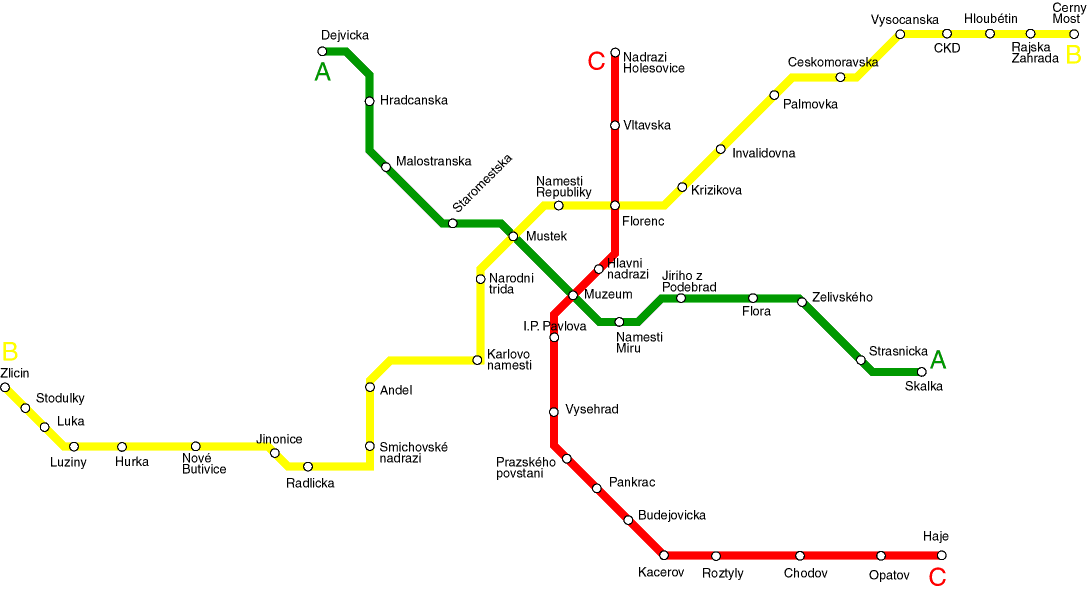 Cerny
Most
Vysocanska
Hloubétin
CKD
Rajska
Zahrada
B
Dejvicka
A
C
Nadrazi
Holesovice
Ceskomoravska
Hradcanska
Palmovka
Vltavska
Invalidovna
Malostranska
Staromestska
Namesti
Republiky
Krizikova
Florenc
Mustek
Hlavni
nadrazi
Narodni
trida
Muzeum
Jiriho z
Podebrad
Zelivského
Flora
I.P. Pavlova
Namesti
Miru
B
Zlicin
Karlovo
namesti
Strasnicka
A
Skalka
Stodulky
Andel
Luka
Vysehrad
Jinonice
Smichovské
nadrazi
Luziny
Hurka
Nové
Butivice
Radlicka
Prazského
povstani
Pankrac
Budejovicka
Haje
Kacerov
Roztyly
Chodov
Opatov
C